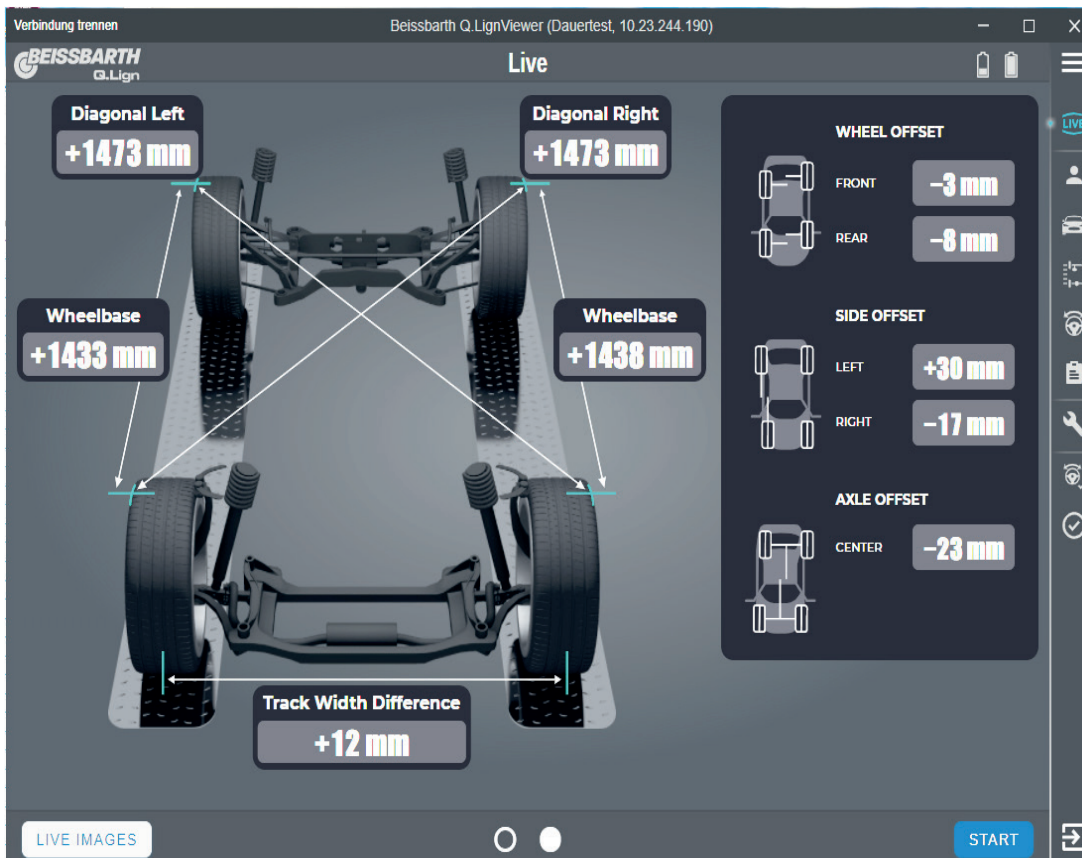 Verbindung trennen
Beissbarth Q.LignViewer (Dauertest, 10.23.244.190)
BEISSBARTH
Q.Lign
Live
LIVE
Diagonal Left
+1473 mm
Diagonal Right
+1473 mm
Wheelbase
+1433 mm
Wheelbase
+1438 mm
Track Width Difference
+12 mm
WHEEL OFFSET
FRONT
−3 mm
REAR
−8 mm
SIDE OFFSET
LEFT
+30 mm
RIGHT
−17 mm
AXLE OFFSET
CENTER
−23 mm
LIVE IMAGES
START